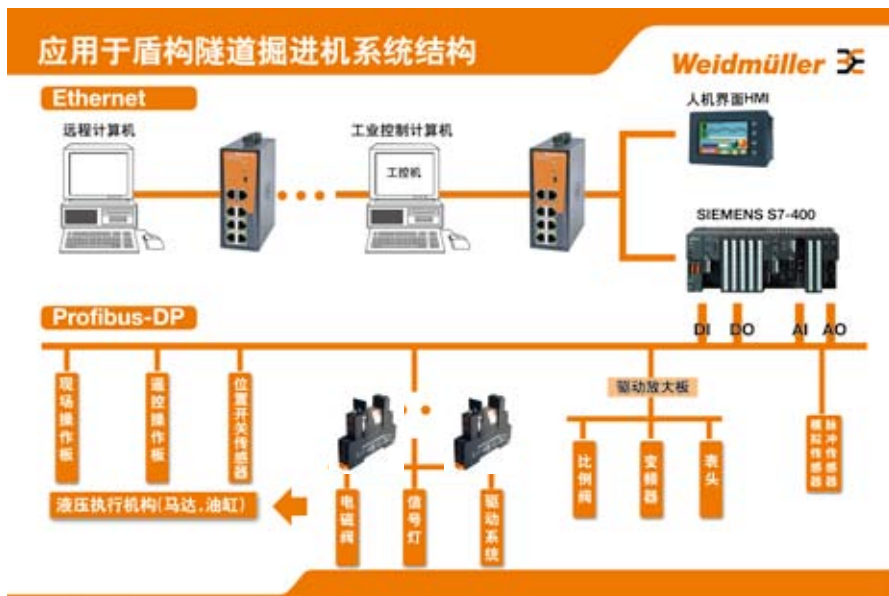 应用于盾构隧道掘进机系统结构
Weidmüller
Ethernet
人机界面HMI
远程计算机
工业控制计算机
工控机
SIEMENS S7-400
Profibus-DP
DI DO AI AO
现场操作板
遥控操作板
位置开关传感器
驱动放大板
比例阀
变频器
表头
模拟传感器
脉冲传感器
液压执行机构(马达,油缸)
电磁阀
信号灯
驱动系统